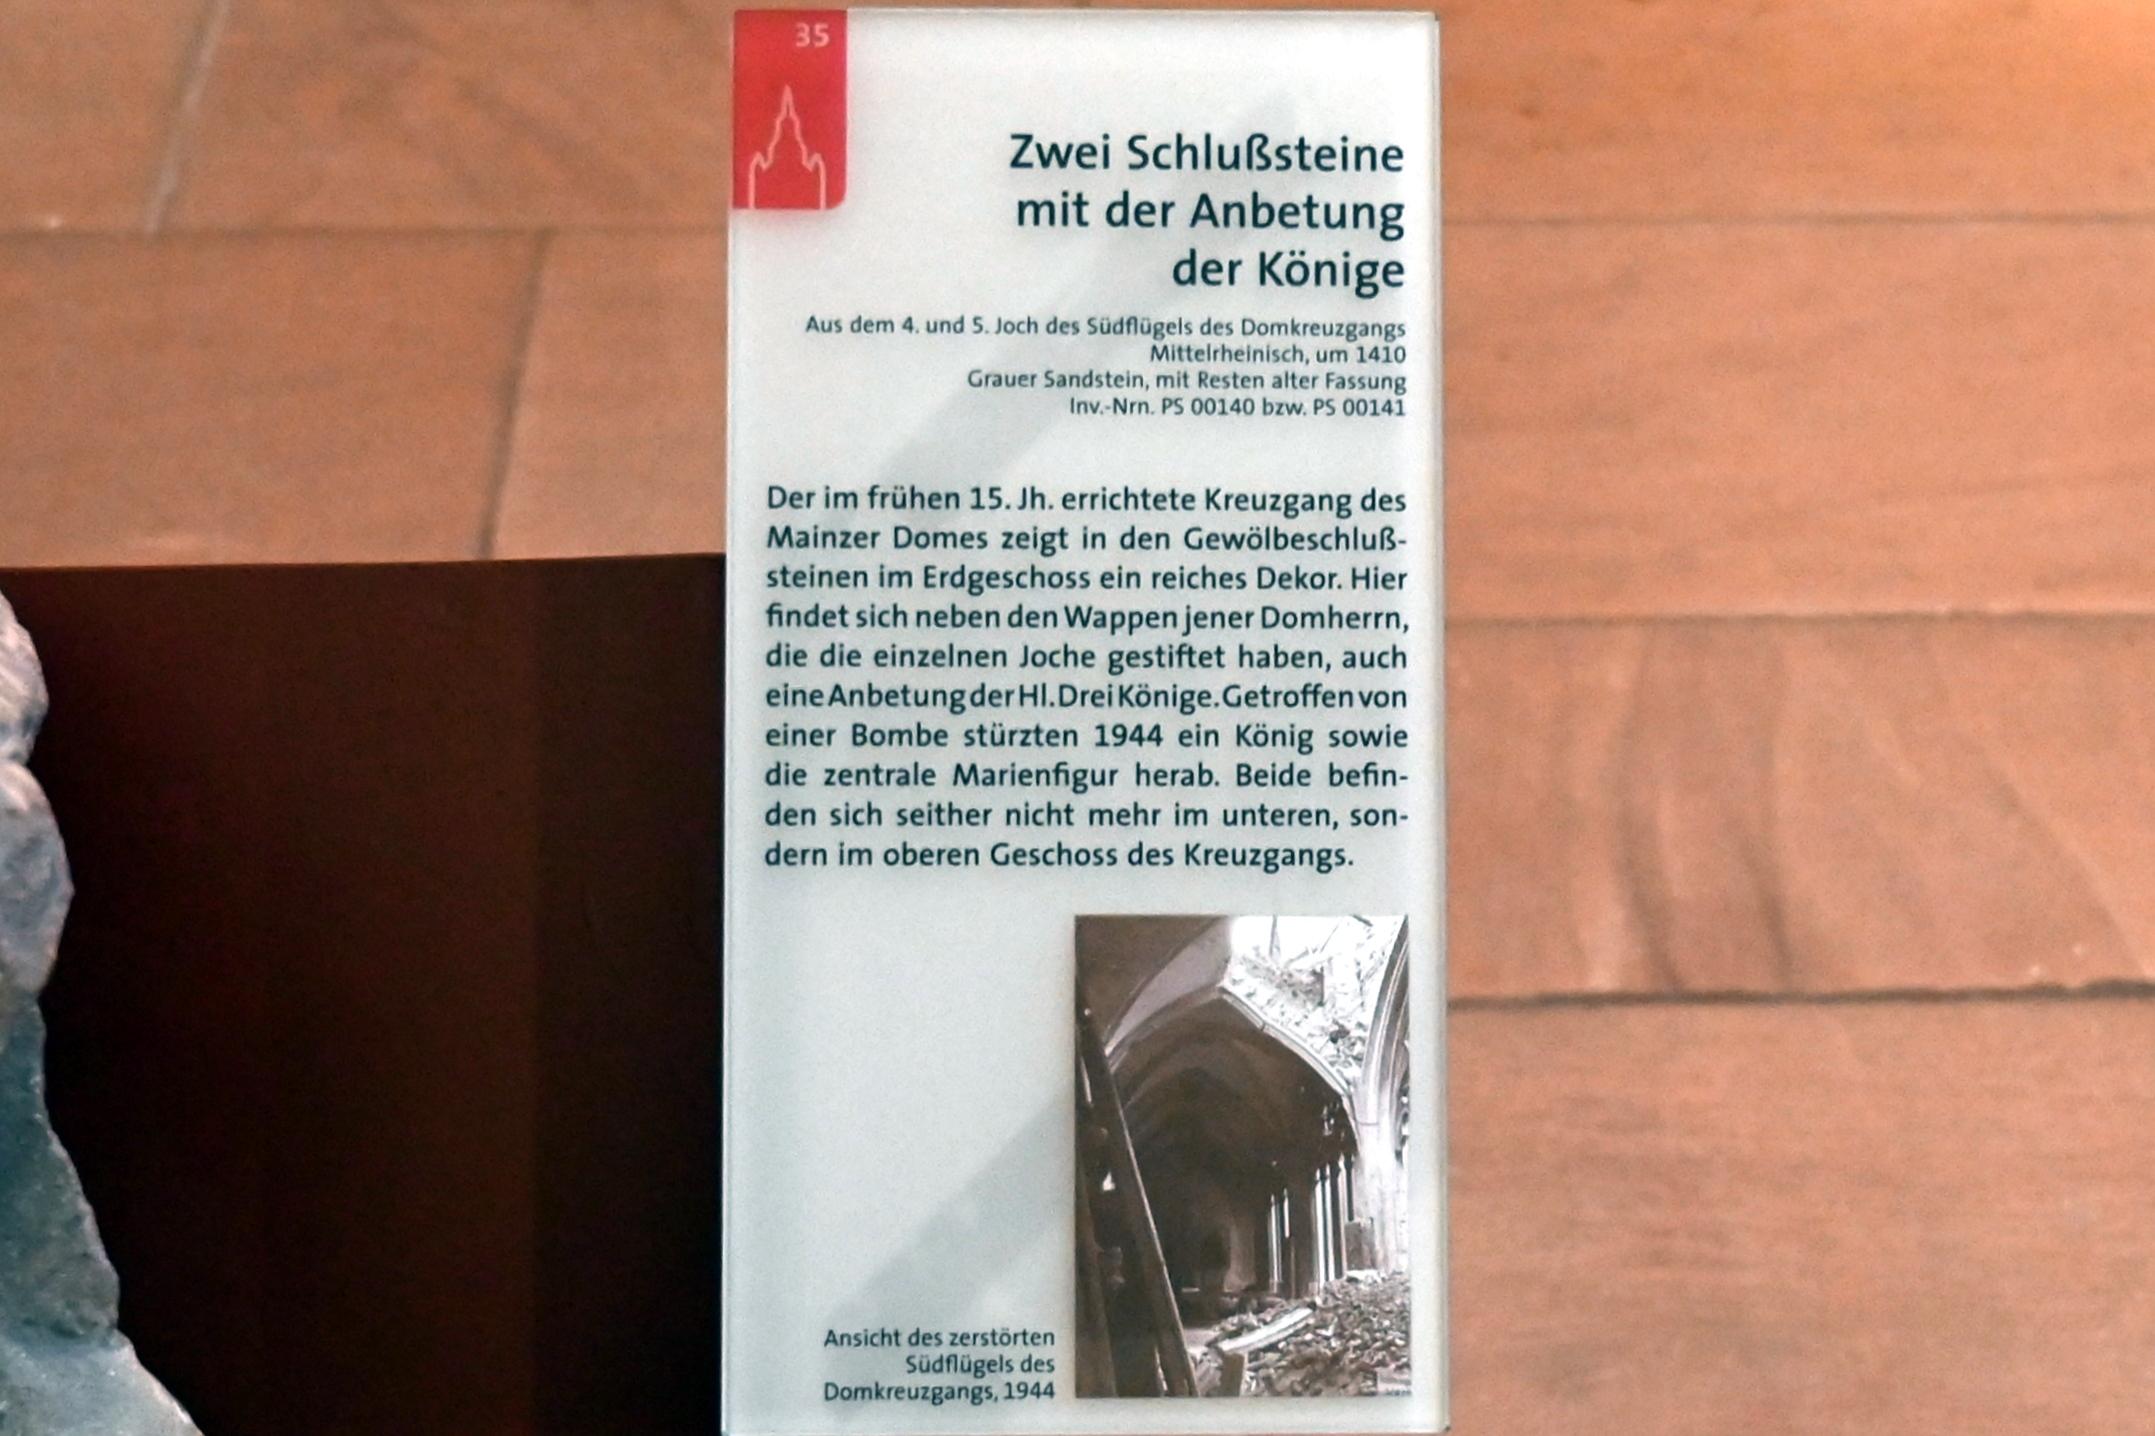 35
Zwei Schlußsteine
mit der Anbetung
der Könige
Aus dem 4. und 5. Joch des Südflügels des Domkreuzgangs
Mittelrheinisch, um 1410
Grauer Sandstein, mit Resten alter Fassung
Inv.-Nrn. PS 00140 bzw. PS 00141
Der im frühen 15. Jh. errichtete Kreuzgang des
Mainzer Domes zeigt in den Gewölbeschluß-
steinen im Erdgeschoss ein reiches Dekor. Hier
findet sich neben den Wappen jener Domherrn,
die die einzelnen Joche gestiftet haben, auch
eine Anbetung der Hl. Drei Könige. Getroffen von
einer Bombe stürzten 1944 ein König sowie
die zentrale Marienfigur herab. Beide befin-
den sich seither nicht mehr im unteren, son-
dern im oberen Geschoss des Kreuzgangs.
Ansicht des zerstörten
Südflügels des
Domkreuzgangs, 1944